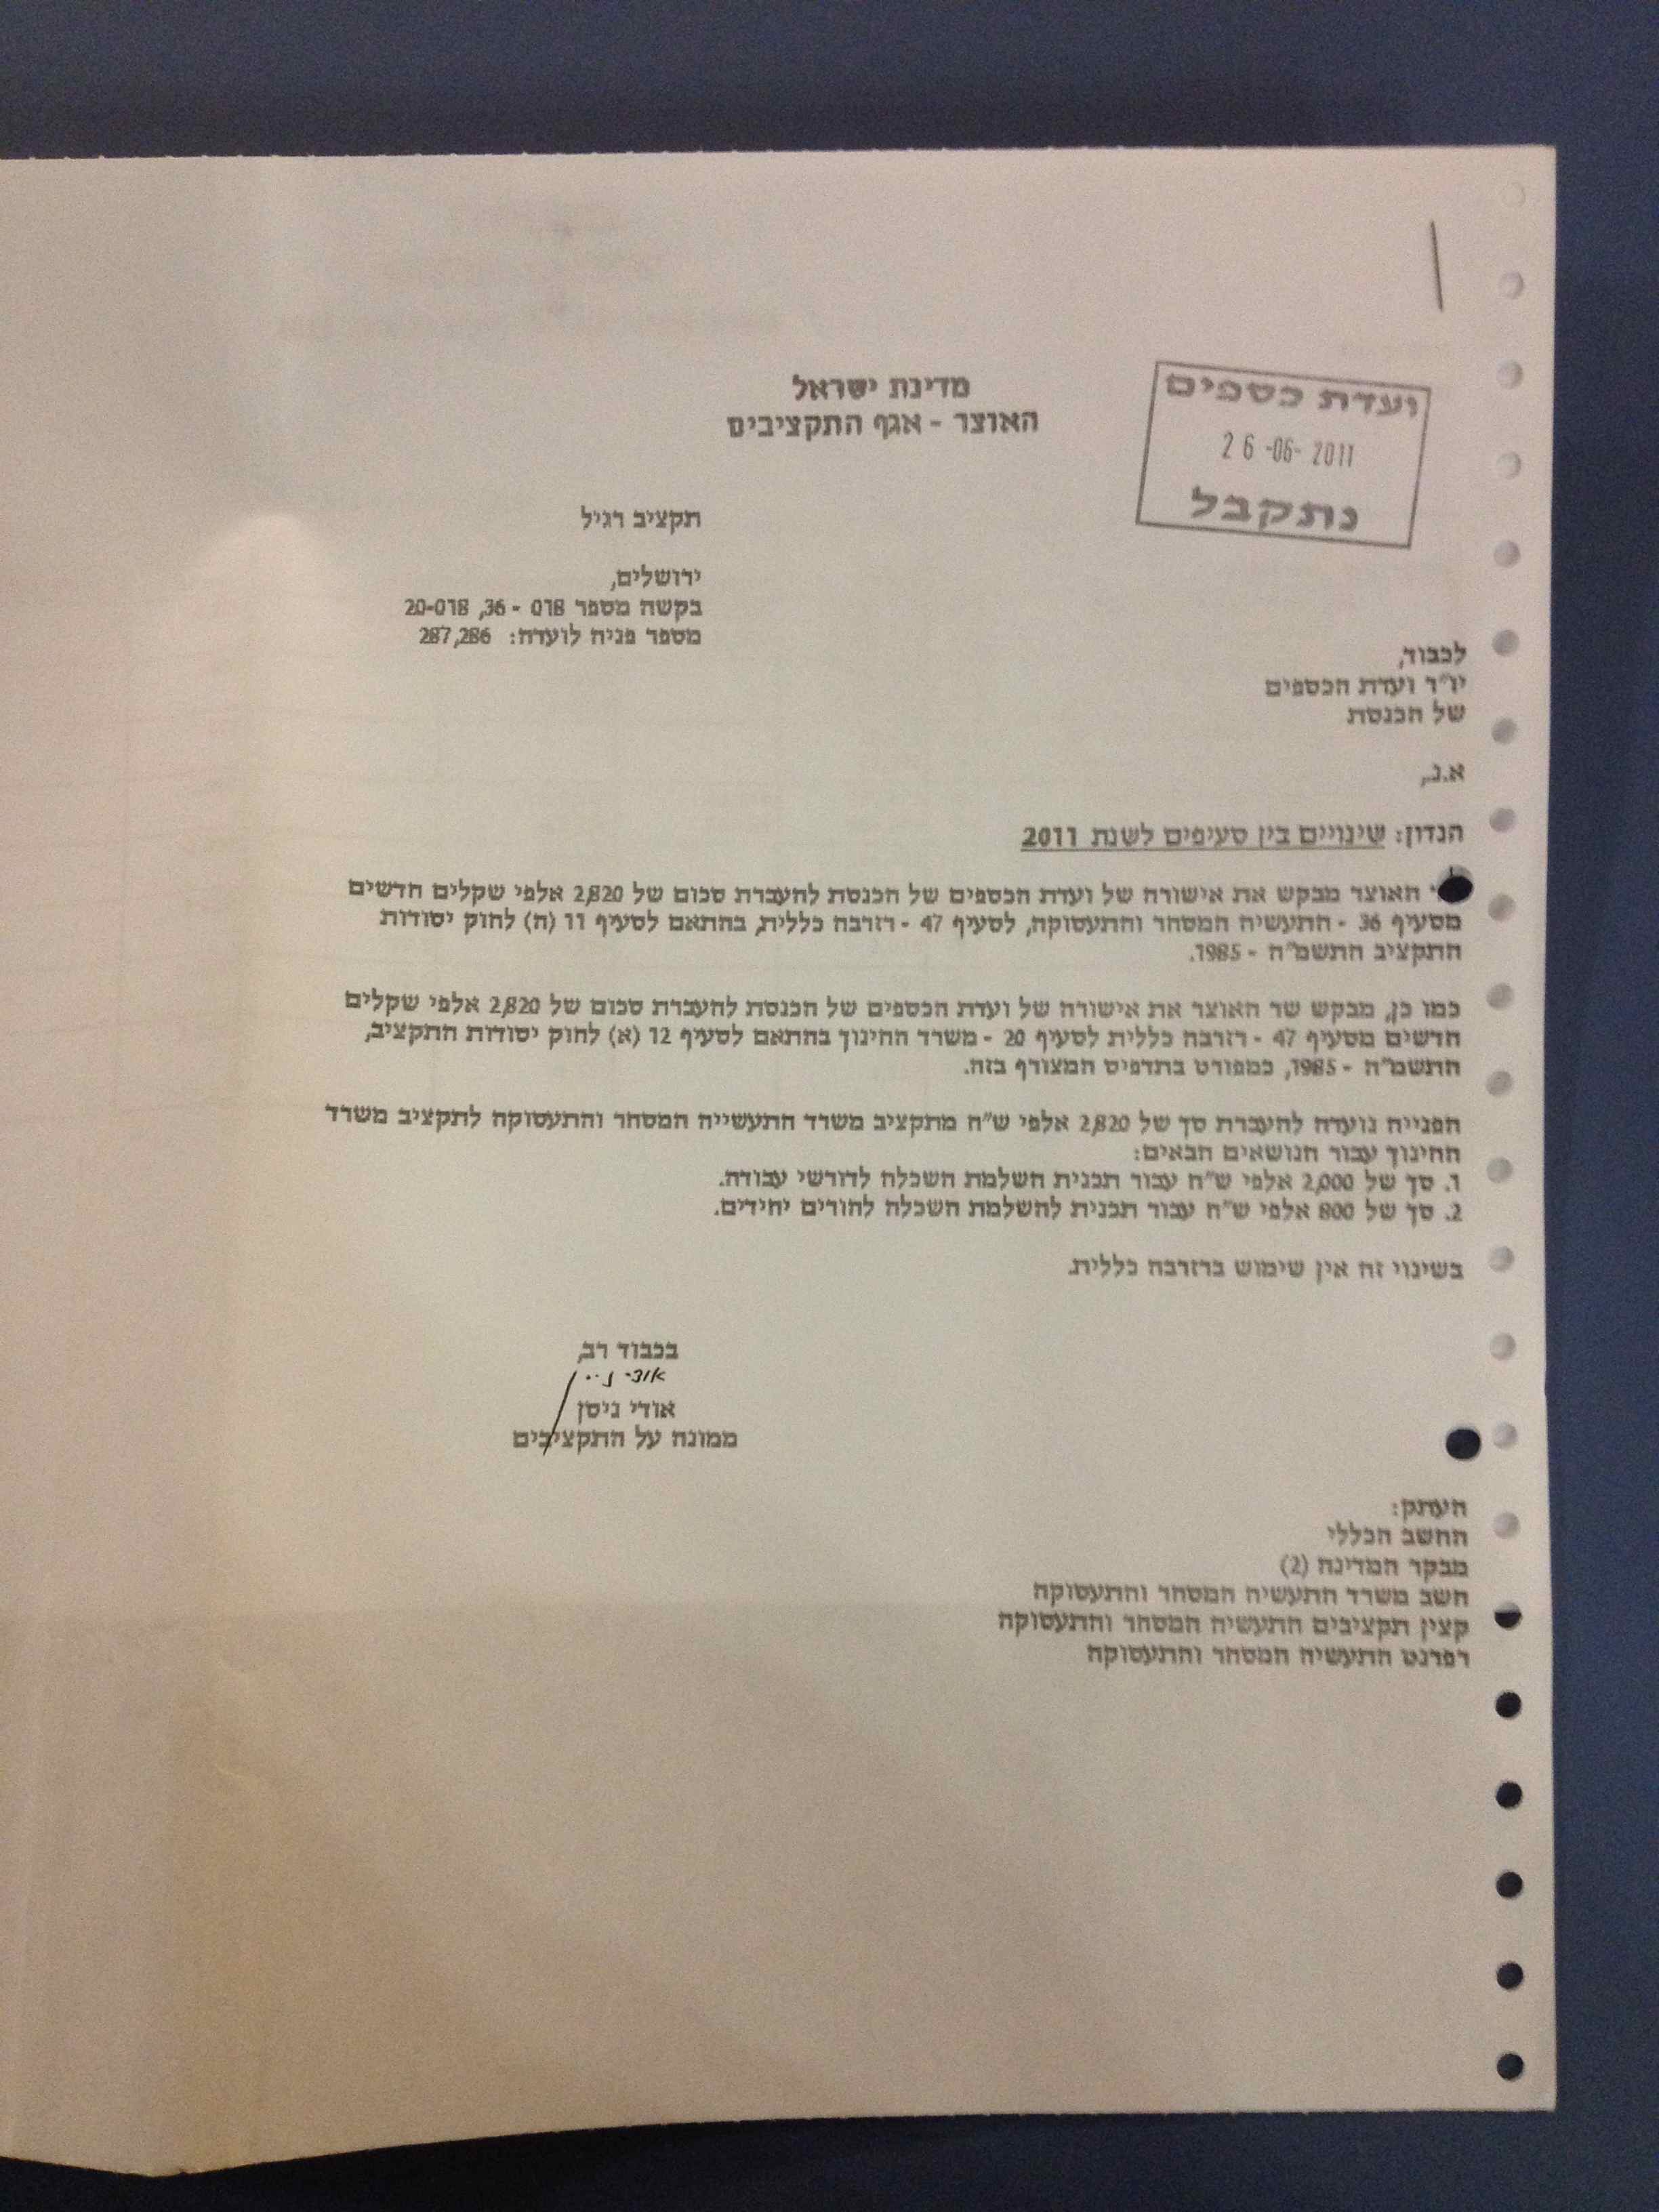 מדינת ישראל
האוצר - אגף התקציבים
ועדת כספים
26-06-2011
נתקבל
תקציב רגיל
ירושלים,
בקשה מספר 018 - 36, 20-018
מספר פניה לועדה: 287,286
לכבוד,
יו"ר ועדת הכספים
של הכנסת
א.נ.,
הנדון: שינויים בין סעיפים לשנת 2011
האוצר מבקש את אישורה של ועדת הכספים של הכנסת להעברת סכום של 2,820 אלפי שקלים חדשים
מסעיף 36 - התעשיה המסחר והתעסוקה, לסעיף 47 - רזרבה כללית, בהתאם לסעיף 11 (ה) לחוק יסודות
התקציב התשמ"ה - 1985.
כמו כן, מבקש שר האוצר את אישורה של ועדת הכספים של הכנסת להעברת סכום של 2,820 אלפי שקלים
חדשים מסעיף 47 - רזרבה כללית לסעיף 20 - משרד החינוך בהתאם לסעיף 12 (א) לחוק יסודות התקציב,
התשמ"ה - 1985, כמפורט בתדפיס המצורף בזה.
הפנייה נועדה להעברת סך של 2,820 אלפי ש"ח מתקציב משרד התעשייה המסחר והתעסוקה לתקציב משרד
החינוך עבור הנושאים הבאים:
1. סך של 2,000 אלפי ש"ח עבור תכנית השלמת השכלה לדורשי עבודה.
2. סך של 800 אלפי ש"ח עבור תכנית להשלמת השכלה להורים יחידים.
בשינוי זה אין שימוש ברזרבה כללית.
בכבוד רב,
אודי ניסן
ממונה על התקציבים
העתק:
החשב הכללי
מבקר המדינה (2)
חשב משרד התעשיה המסחר והתעסוקה
קצין תקציבים התעשיה המסחר והתעסוקה
רפרנט התעשיה המסחר והתעסוקה